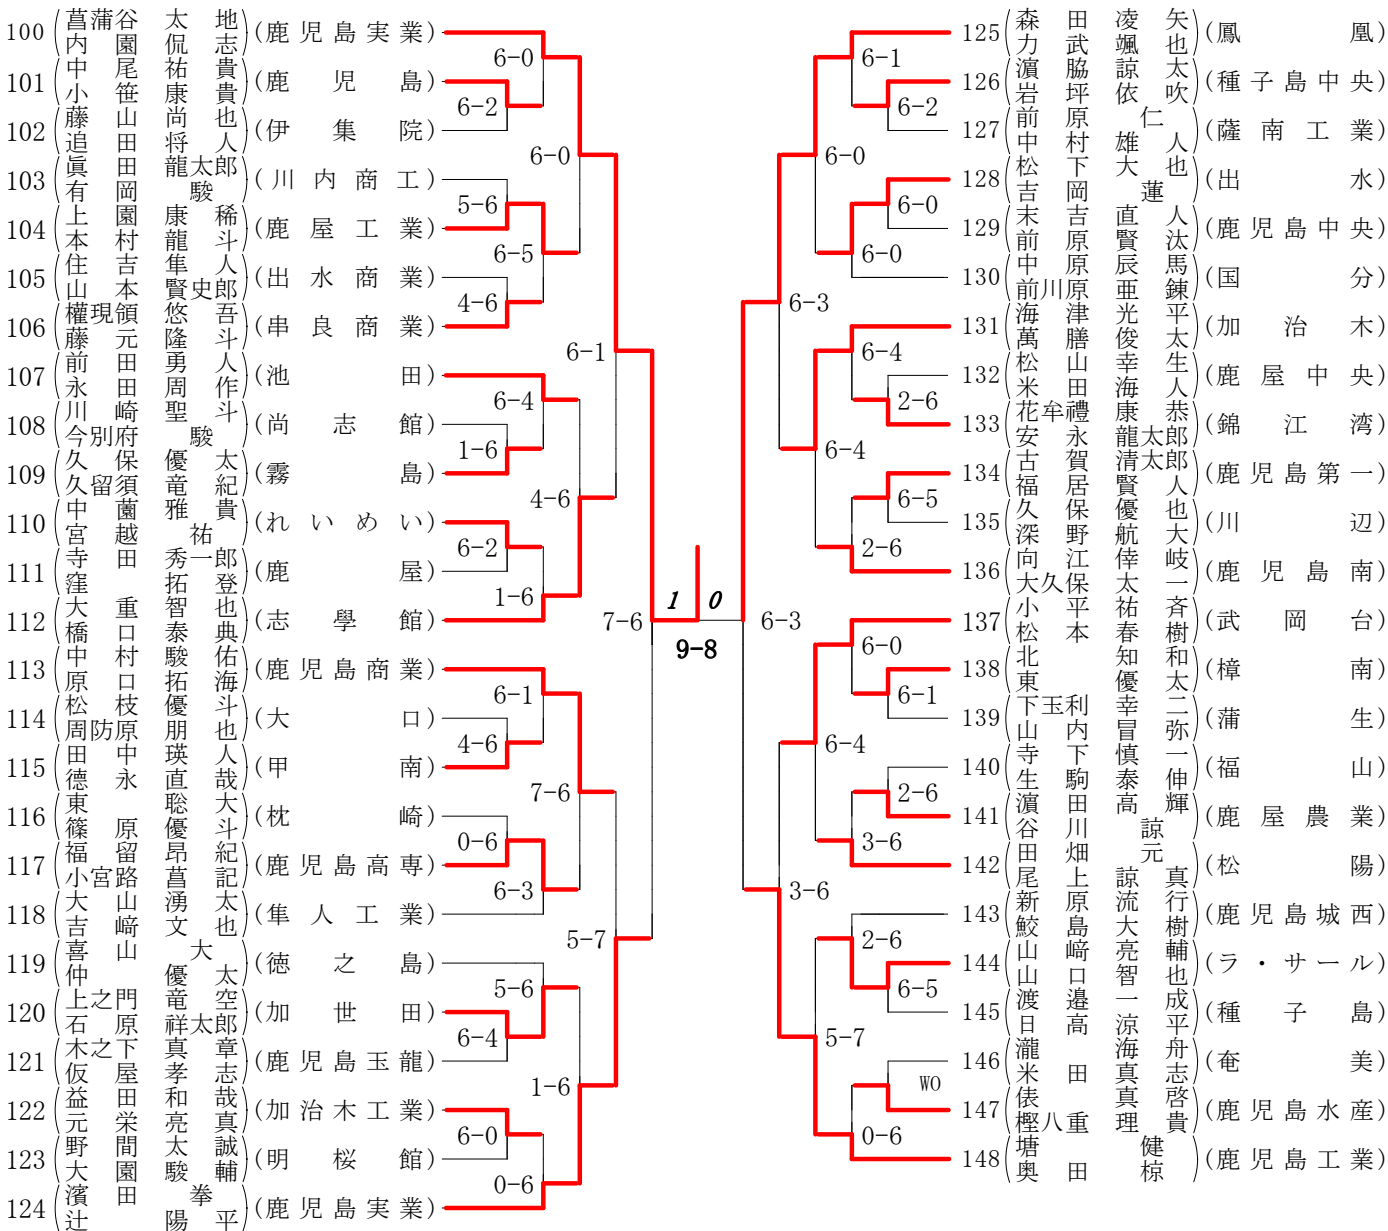 100 (菖蒲谷 太地 / 内園 侃志) (鹿児島実業)
101 (中尾 祐貴 / 小笹 康貴) (鹿児島)
102 (藤山 尚也 / 追田 将人) (伊集院)
103 (眞田 龍太郎 / 有岡 駿) (川内商工)
104 (上園 康稀 / 本村 龍斗) (鹿屋工業)
105 (住吉 隼人 / 山本 賢史郎) (出水商業)
106 (權現領 悠吾 / 藤元 隆斗) (串良商業)
107 (前田 勇人 / 永田 周作) (池田)
108 (川崎 聖斗 / 今別府 駿) (尚志館)
109 (久保 優太 / 久留須 竜紀) (霧島)
110 (中薗 雅貴 / 宮越 祐) (れいめい)
111 (寺田 秀一郎 / 窪 拓登) (鹿屋)
112 (大重 智也 / 橋口 泰典) (志學館)
113 (中村 駿佑 / 原口 拓海) (鹿児島商業)
114 (松枝 優斗 / 周防原 朋也) (大口)
115 (田中 瑛人 / 德永 直哉) (甲南)
116 (東 聡大 / 篠原 優斗) (枕崎)
117 (福留 昂紀 / 小宮路 菖記) (鹿児島高専)
118 (大山 湧太 / 吉﨑 文也) (隼人工業)
119 (喜山 大 / 仲 優太) (徳之島)
120 (上之門 竜空 / 石原 祥太郎) (加世田)
121 (木之下 真章 / 仮屋 孝志) (鹿児島玉龍)
122 (益田 和哉 / 元栄 亮真) (加治木工業)
123 (野間 太誠 / 大園 駿輔) (明桜館)
124 (濱田 拳 / 辻 陽平) (鹿児島実業)
6-0
6-2
6-0
5-6
6-5
4-6
6-1
6-4
1-6
4-6
6-2
1-6
7-6
6-1
4-6
7-6
0-6
6-3
5-7
5-6
6-4
1-6
6-0
0-6
1 0
9-8
125 (森田 凌矢 / 力武 颯也) (鳳凰)
126 (濵脇 諒太 / 岩坪 依吹) (種子島中央)
127 (前原 仁 / 中村 雄人) (薩南工業)
128 (松下 大也 / 吉岡 蓮) (出水)
129 (末吉 直人 / 前原 賢汰) (鹿児島中央)
130 (中原 辰馬 / 前川原 亜錬) (国分)
131 (海津 光平 / 萬膳 俊太) (加治木)
132 (松山 幸生 / 米田 海人) (鹿屋中央)
133 (花牟禮 康恭 / 安永 龍太郎) (錦江湾)
134 (古賀 清太郎 / 福居 賢人) (鹿児島第一)
135 (久保 優也 / 深野 航大) (川辺)
136 (向江 倖岐 / 大久保 太一) (鹿児島南)
137 (小平 祐斉 / 松本 春樹) (武岡台)
138 (北 知和 / 東 優太) (樟南)
139 (下玉利 幸二 / 山内 冒弥) (蒲生)
140 (寺下 慎一 / 生駒 泰伸) (福山)
141 (濵田 高輝 / 谷川 諒) (鹿屋農業)
142 (田畑 元 / 尾上 諒真) (松陽)
143 (新原 流行 / 鮫島 大樹) (鹿児島城西)
144 (山﨑 亮輔 / 山口 智也) (ラ・サール)
145 (渡邉 一成 / 日高 涼平) (種子島)
146 (瀧 海舟 / 米田 真志) (奄美)
147 (俵 真啓 / 樫八重 理貴) (鹿児島水産)
148 (塘 健 / 奥田 椋) (鹿児島工業)
6-1
6-2
6-0
6-0
6-0
6-3
6-4
2-6
6-4
6-5
2-6
6-3
6-0
6-1
6-4
2-6
3-6
3-6
2-6
6-5
5-7
WO
0-6